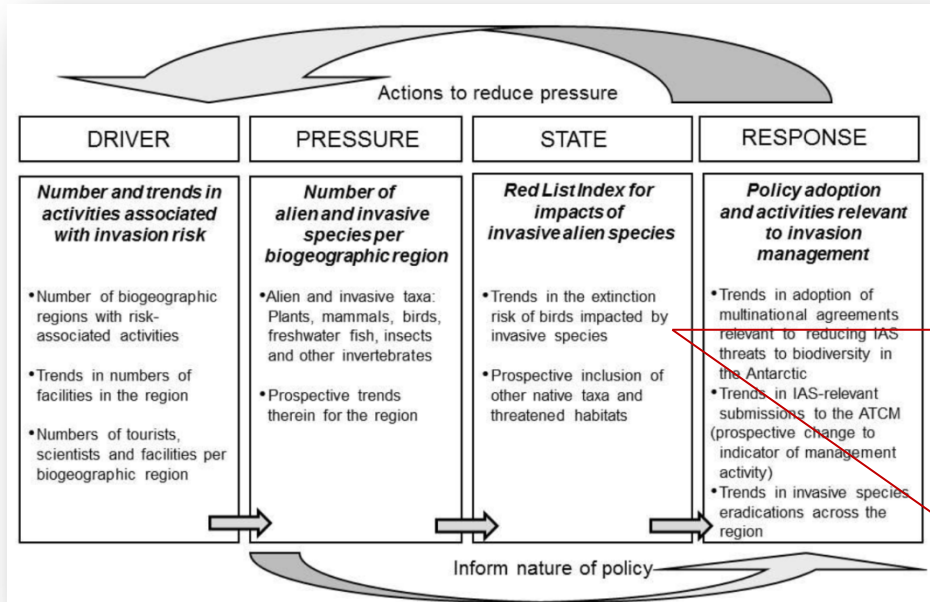 Actions to reduce pressure
DRIVER
PRESSURE
STATE
RESPONSE
Number and trends in
activities associated
with invasion risk
•Number of biogeographic
regions with risk-
associated activities
•Trends in numbers of
facilities in the region
•Numbers of tourists,
scientists and facilities per
biogeographic region
Number of
alien and invasive
species per
biogeographic region
•Alien and invasive taxa:
Plants, mammals, birds,
freshwater fish, insects
and other invertebrates
•Prospective trends
therein for the region
Red List Index for
impacts of
invasive alien species
•Trends in the extinction
risk of birds impacted by
invasive species
•Prospective inclusion of
other native taxa and
threatened habitats
Policy adoption
and activities relevant
to invasion
management
•Trends in adoption of
multinational agreements
relevant to reducing IAS
threats to biodiversity in
the Antarctic
•Trends in IAS-relevant
submissions to the ATCM
(prospective change to
indicator of management
activity)
•Trends in invasive species
eradications across the
region
Inform nature of policy